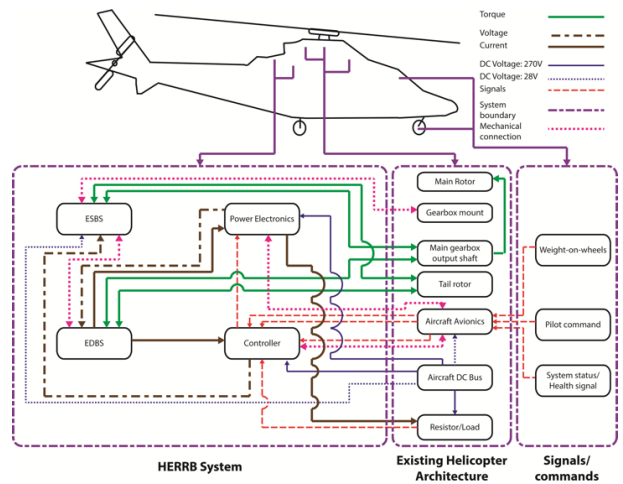 Torque
Voltage
Current
DC Voltage: 270V
DC Voltage: 28V
Signals
System
boundary
Mechanical
connection
Main Rotor
ESBS
Power Electronics
Gearbox mount
Main gearbox
output shaft
Weight-on-wheels
Tail rotor
EDBS
Controller
Aircraft Avionics
Pilot command
Aircraft DC Bus
System status/
Health signal
Resistor/Load
HERRB System
Existing Helicopter
Architecture
Signals/
commands